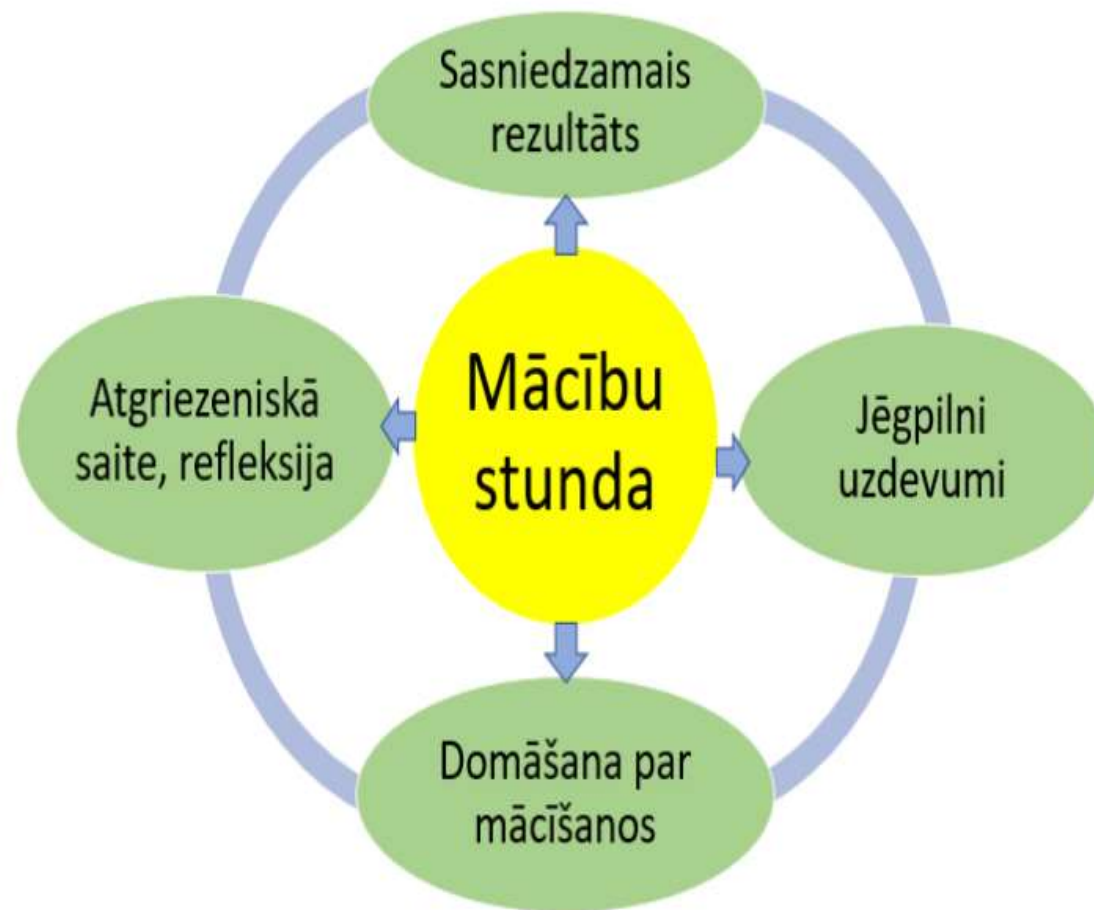 Sasniedzamais
rezultāts
Atgriezeniskā
saite, refleksija
Mācību
stunda
Jēgpilni
uzdevumi
Domāšana par
mācīšanos